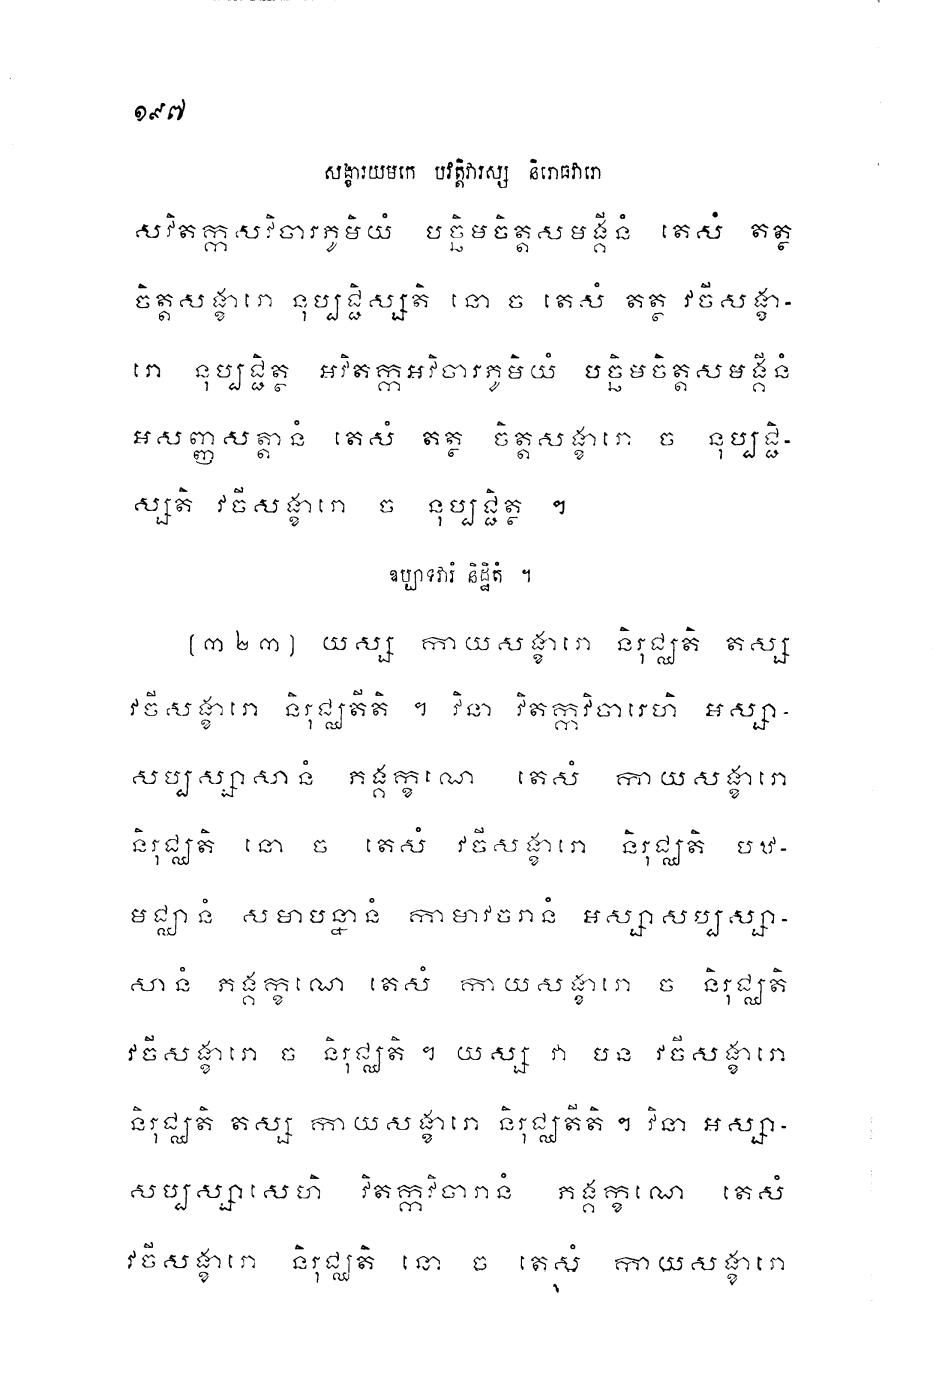 ១៩៧
សង្ខារយមកេ បវត្តិវារស្ស និរោធវារោ
សវិតក្កសវិចារភូមិយំ បច្ឆិមចិត្តសមង្គីនំ តេសំ តត្ថ
ចិត្តសង្ខារោ នុប្បជ្ជិស្សតិ នោ ច តេសំ តត្ថ វចីសង្ខា-
រោ នុប្បជ្ជិត្ថ អវិតក្កអវិចារភូមិយំ បច្ឆិមចិត្តសមង្គីនំ
អសញ្ញសត្តានំ តេសំ តត្ថ ចិត្តសង្ខារោ ច នុប្បជ្ជិ-
ស្សតិ វចីសង្ខារោ ច នុប្បជ្ជិត្ថ ។
ឧប្បាទវារំ និដ្ឋិតំ ។
(៣២៣) យស្ស កាយសង្ខារោ និរុជ្ឈតិ តស្ស
វចីសង្ខារោ និរុជ្ឈតីតិ ។ វិនា វិតក្កវិចារេហិ អស្សា-
សប្បស្សាសានំ ភង្គក្ខណេ តេសំ កាយសង្ខារោ
និរុជ្ឈតិ នោ ច តេសំ វចីសង្ខារោ និរុជ្ឈតិ បឋ-
មជ្ឈានំ សមាបន្នានំ កាមាវចរានំ អស្សាសប្បស្សា-
សានំ ភង្គក្ខណេ តេសំ កាយសង្ខារោ ច និរុជ្ឈតិ
វចីសង្ខារោ ច និរុជ្ឈតិ ។ យស្ស វា បន វចីសង្ខារោ
និរុជ្ឈតិ តស្ស កាយសង្ខារោ និរុជ្ឈតីតិ ។ វិនា អស្សា-
សប្បស្សាសេហិ វិតក្កវិចារានំ ភង្គក្ខណេ តេសំ
វចីសង្ខារោ និរុជ្ឈតិ នោ ច តេសុំ កាយសង្ខារោ